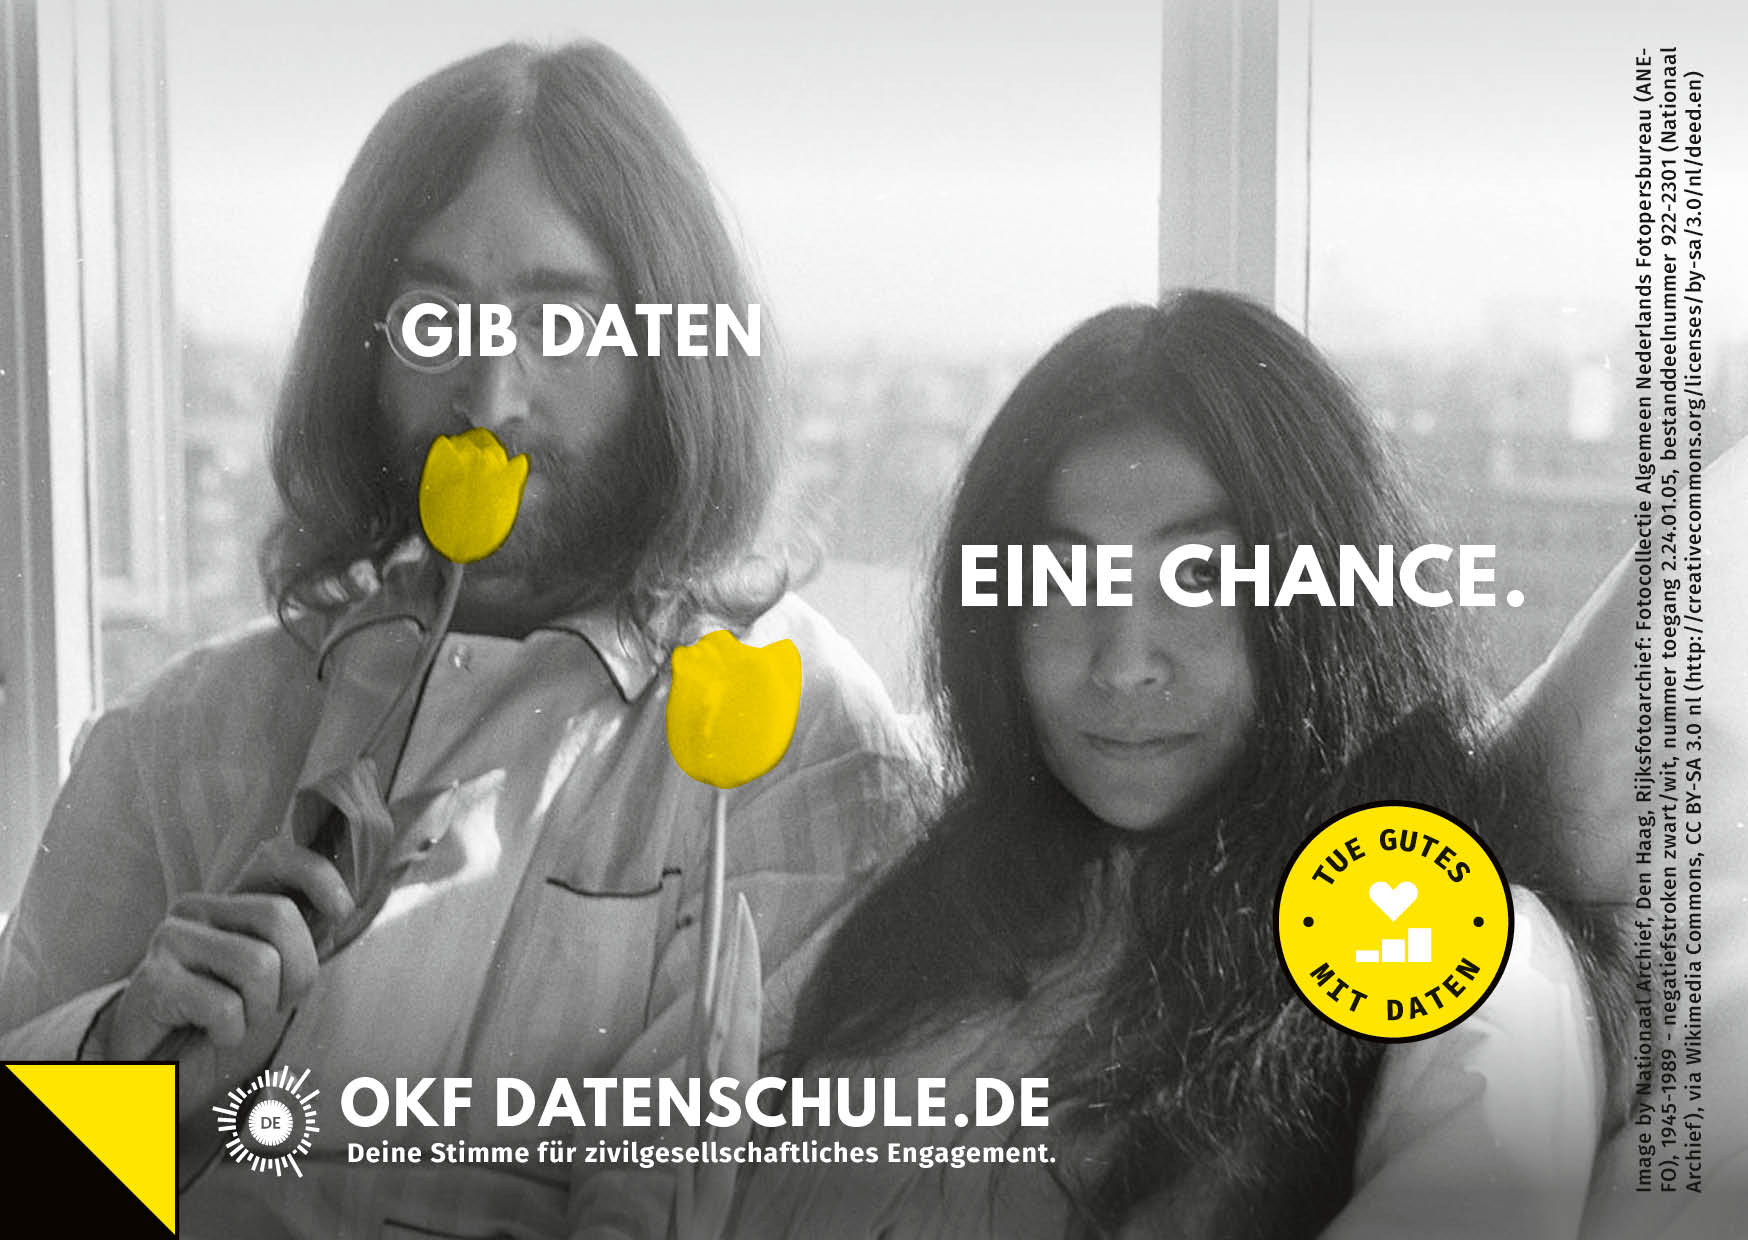 GIB DATEN
EINE CHANCE.
TUE GUTES
MIT DATEN
DE
OKF DATENSCHULE.DE
Deine Stimme für zivilgesellschaftliches Engagement.
Image by Nationaal Archief, Den Haag, Rijksfotoarchief: Fotocollectie Algemeen Nederlands Fotopersbureau (ANE-
FO), 1945-1989 - negatiefstroken zwart/wit, nummer toegang 2.24.01.05, bestanddeelnummer 922-2301 (Nationaal
Archief), via Wikimedia Commons, CC BY-SA 3.0 nl (http://creativecommons.org/licenses/by-sa/3.0/nl/deed.en)